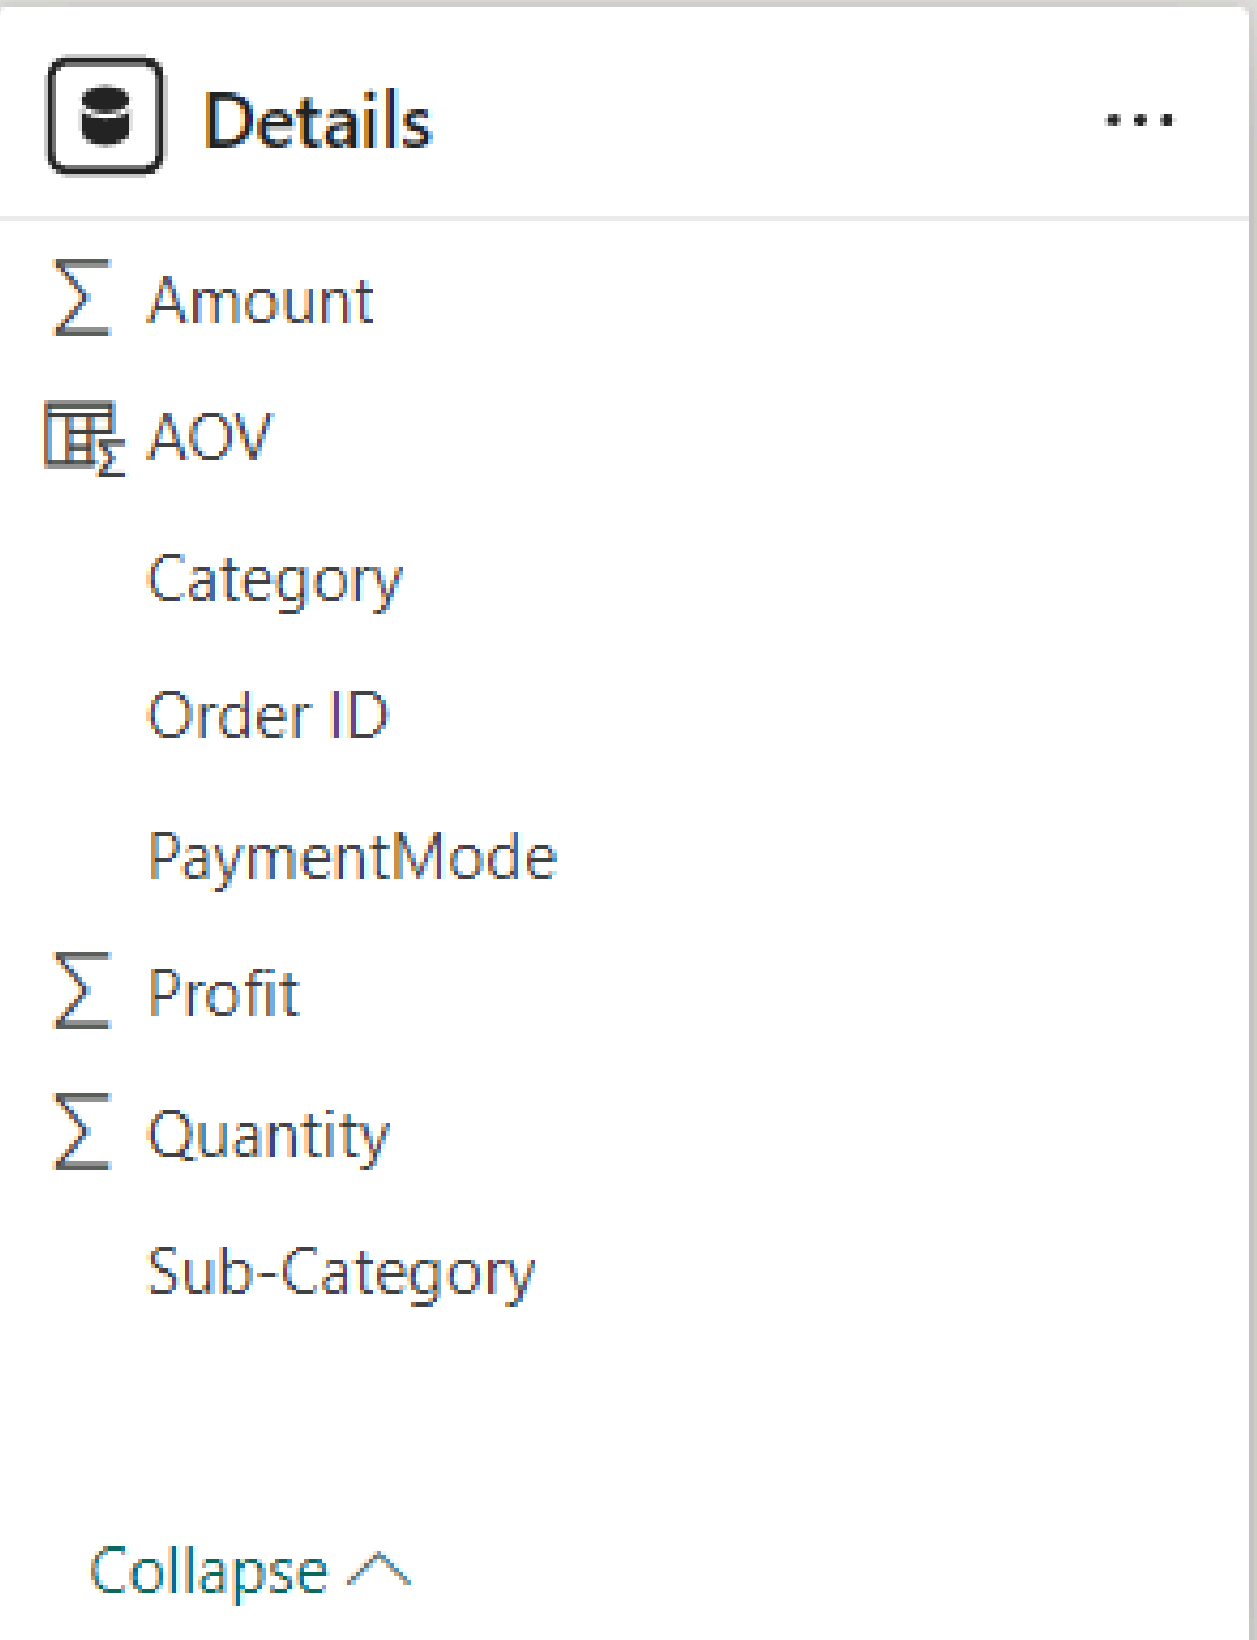 Details
Amount
AOV
Category
Order ID
PaymentMode
Profit
Quantity
Sub-Category
Collapse